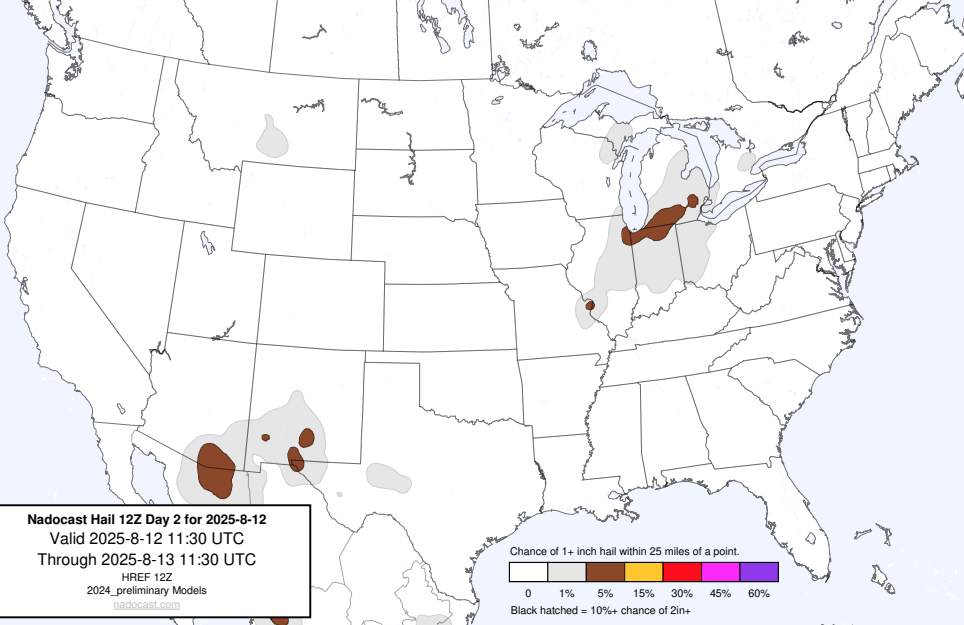 Nadocast Hail 12Z Day 2 for 2025-8-12
Valid 2025-8-12 11:30 UTC
Through 2025-8-13 11:30 UTC
HREF 12Z
2024_preliminary Models
nadocast.com
Chance of 1+ inch hail within 25 miles of a point.
0 1% 5% 15% 30% 45% 60%
Black hatched = 10%+ chance of 2in+